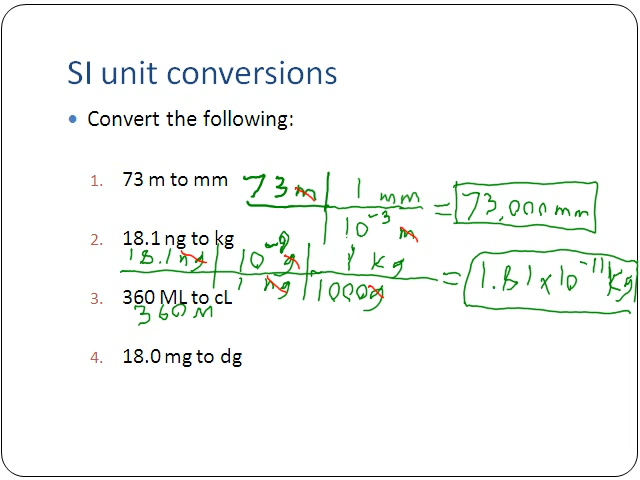 SI unit conversions
• Convert the following:
1. 73 m to mm 73 m | 1 mm / 10⁻³ m = 73,000 mm
2. 18.1 ng to kg
18.1 ng | 10⁻⁹ g | 1 kg / 1 ng | 1000 g = 1.81 x 10⁻¹¹ kg
3. 360 ML to cL
360 M
4. 18.0 mg to dg